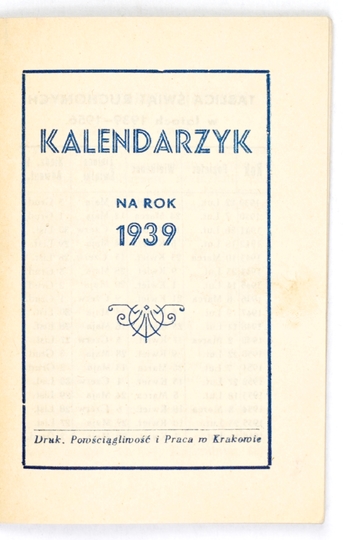 KALENDARZYK
NA ROK
1939
Druk. Powściągliwość i Praca w Krakowie